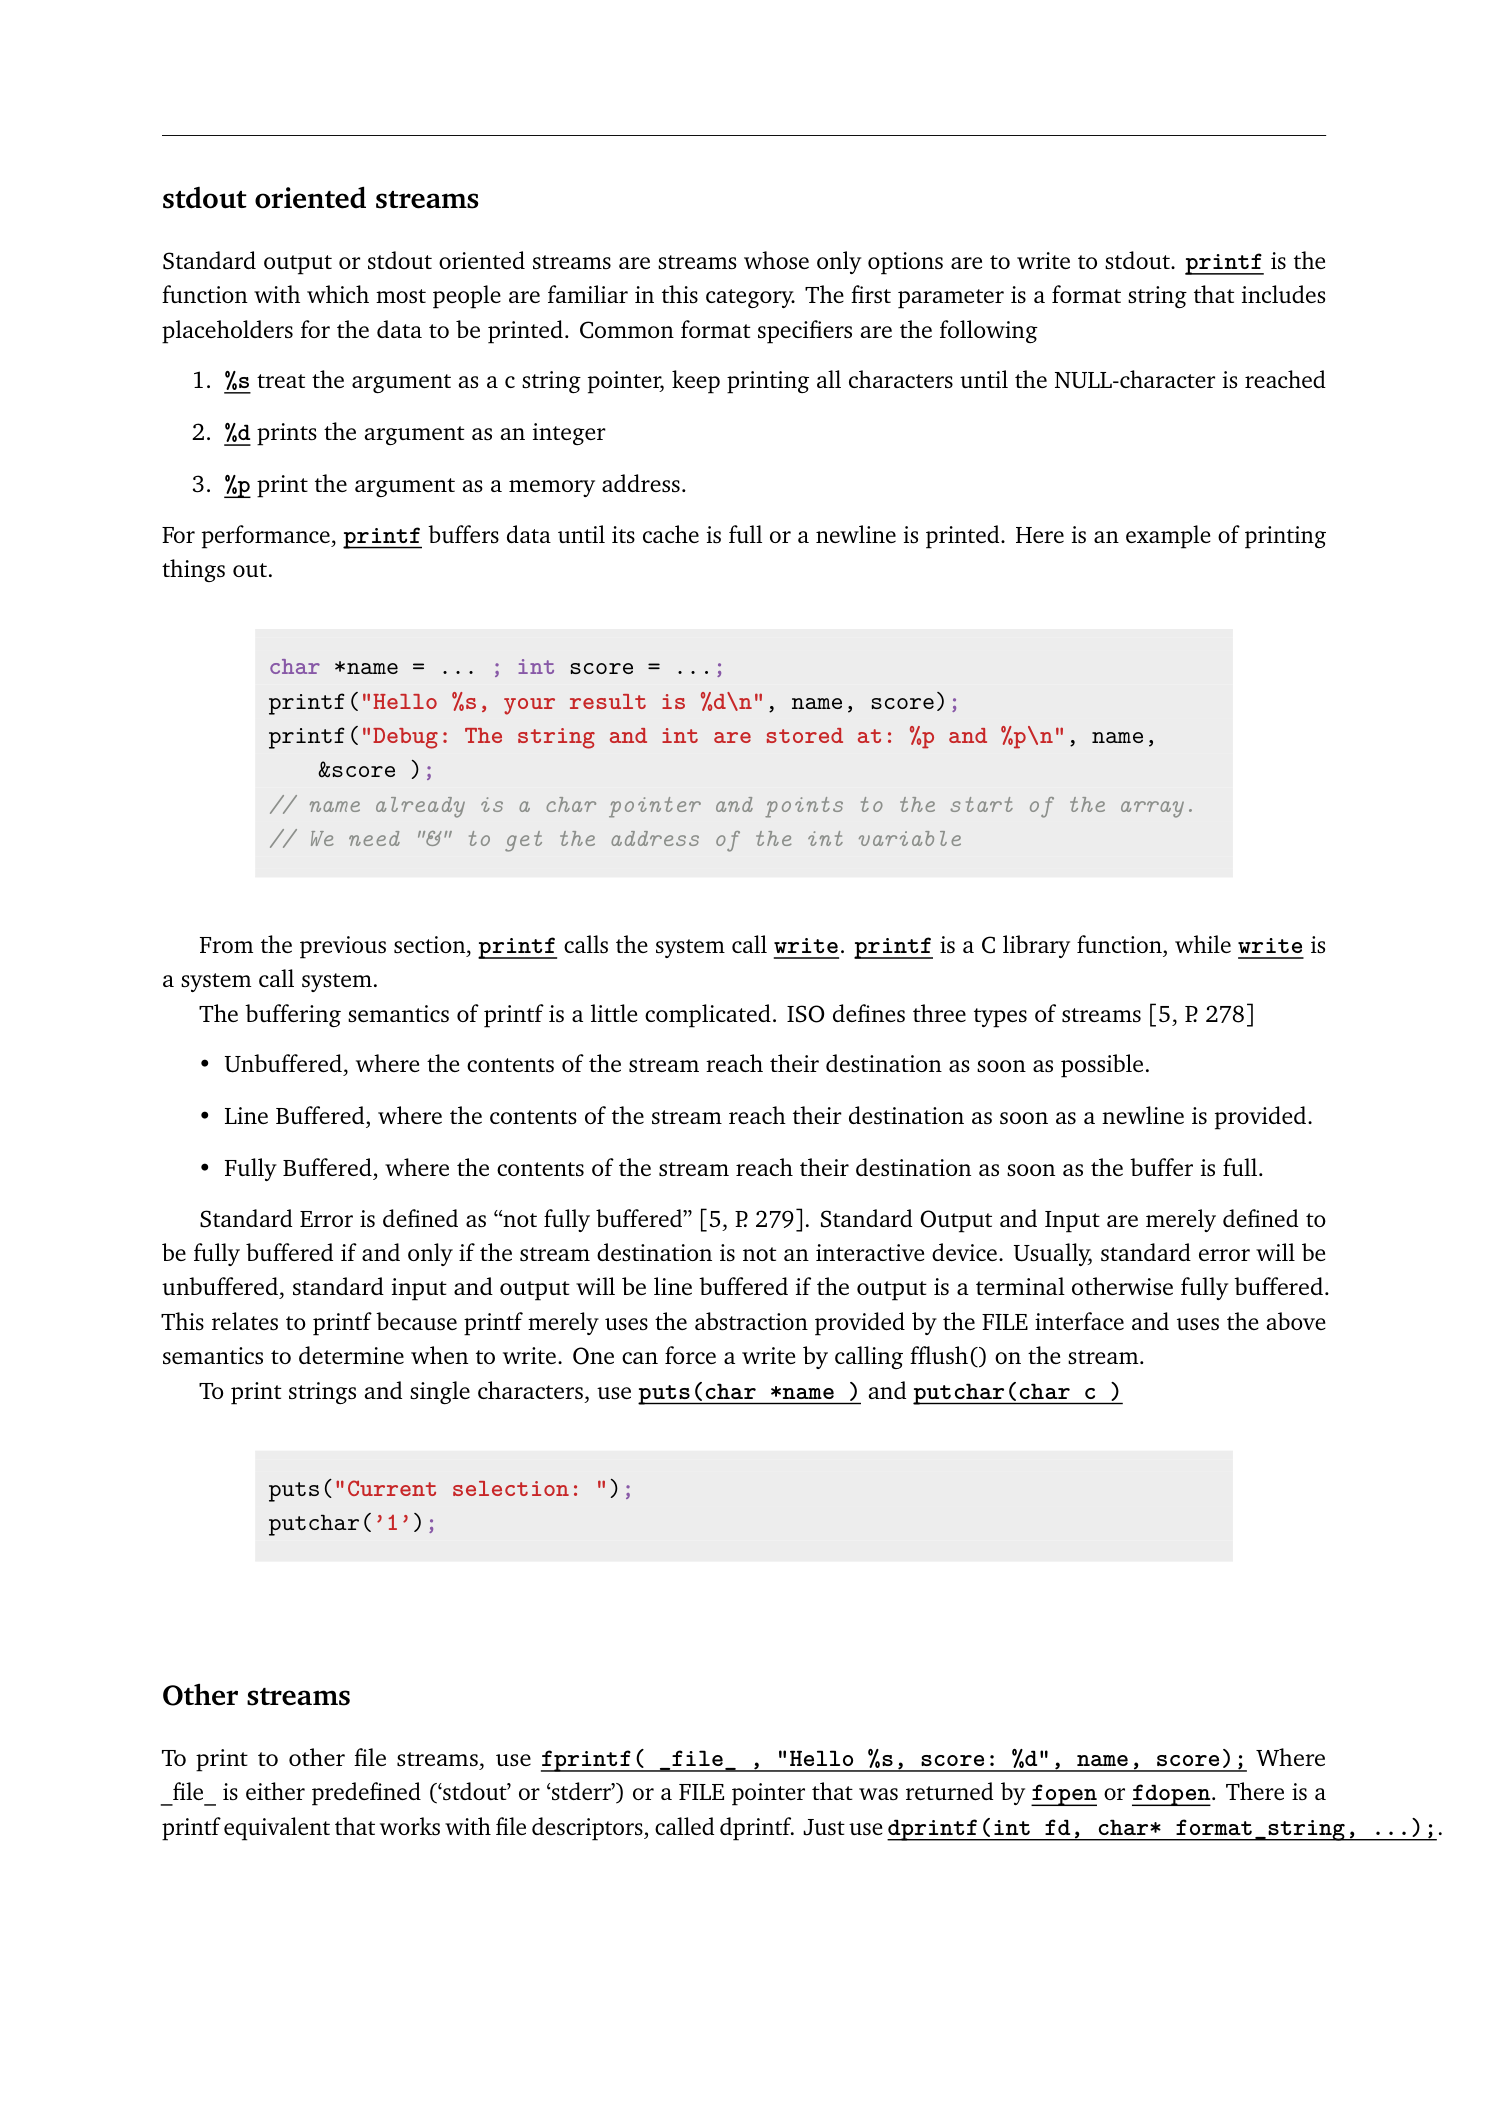 stdout oriented streams
Standard output or stdout oriented streams are streams whose only options are to write to stdout. printf is the
function with which most people are familiar in this category. The first parameter is a format string that includes
placeholders for the data to be printed. Common format specifiers are the following
1. %s treat the argument as a c string pointer, keep printing all characters until the NULL-character is reached
2. %d prints the argument as an integer
3. %p print the argument as a memory address.
For performance, printf buffers data until its cache is full or a newline is printed. Here is an example of printing
things out.
char *name = ... ; int score = ...;
printf("Hello %s, your result is %d\n", name, score);
printf("Debug: The string and int are stored at: %p and %p\n", name,
&score );
// name already is a char pointer and points to the start of the array.
// We need "&" to get the address of the int variable
From the previous section, printf calls the system call write. printf is a C library function, while write is
a system call system.
The buffering semantics of printf is a little complicated. ISO defines three types of streams [5, P. 278]
• Unbuffered, where the contents of the stream reach their destination as soon as possible.
• Line Buffered, where the contents of the stream reach their destination as soon as a newline is provided.
• Fully Buffered, where the contents of the stream reach their destination as soon as the buffer is full.
Standard Error is defined as “not fully buffered” [5, P. 279]. Standard Output and Input are merely defined to
be fully buffered if and only if the stream destination is not an interactive device. Usually, standard error will be
unbuffered, standard input and output will be line buffered if the output is a terminal otherwise fully buffered.
This relates to printf because printf merely uses the abstraction provided by the FILE interface and uses the above
semantics to determine when to write. One can force a write by calling fflush() on the stream.
To print strings and single characters, use puts(char *name ) and putchar(char c )
puts("Current selection: ");
putchar(’1’);
Other streams
To print to other file streams, use fprintf( _file_ , "Hello %s, score: %d", name, score); Where
_file_ is either predefined (‘stdout’ or ‘stderr’) or a FILE pointer that was returned by fopen or fdopen. There is a
printf equivalent that works with file descriptors, called dprintf. Just use dprintf(int fd, char* format_string, ...);.